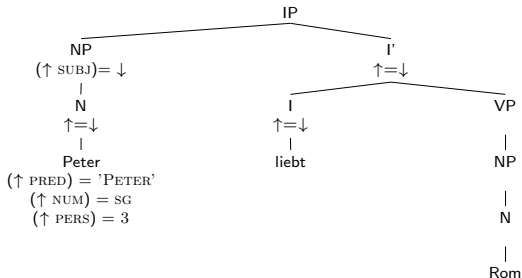 IP
NP I'
(↑ SUBJ)= ↓ ↑=↓
N I VP
↑=↓ ↑=↓
Peter liebt NP
(↑ PRED) = 'PETER'
(↑ NUM) = SG N
(↑ PERS) = 3
Rom